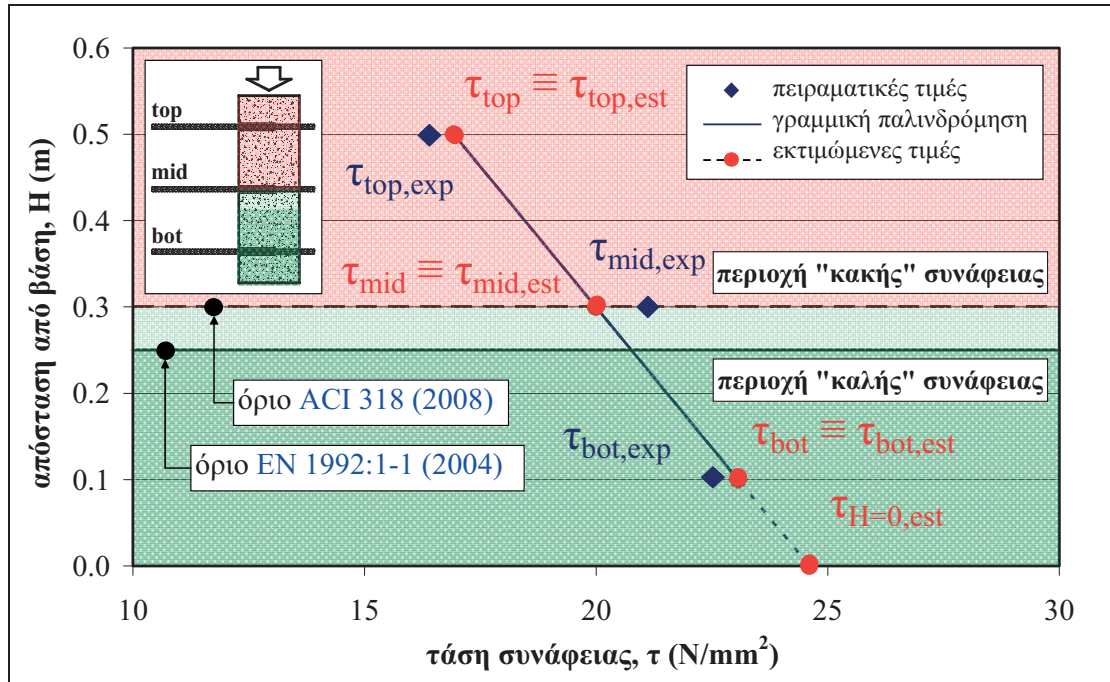 0.6
0.5
0.4
0.3
0.2
0.1
0.0
απόσταση από βάση, H (m)
top
mid
bot
τtop ≡ τtop,est
τtop,exp
πειραματικές τιμές
γραμμική παλινδρόμηση
εκτιμώμενες τιμές
τmid ≡ τmid,est
τmid,exp
περιοχή "κακής" συνάφειας
περιοχή "καλής" συνάφειας
όριο ACI 318 (2008)
όριο EN 1992:1-1 (2004)
τbot,exp
τbot ≡ τbot,est
τH=0,est
10
15
20
25
30
τάση συνάφειας, τ (N/mm²)